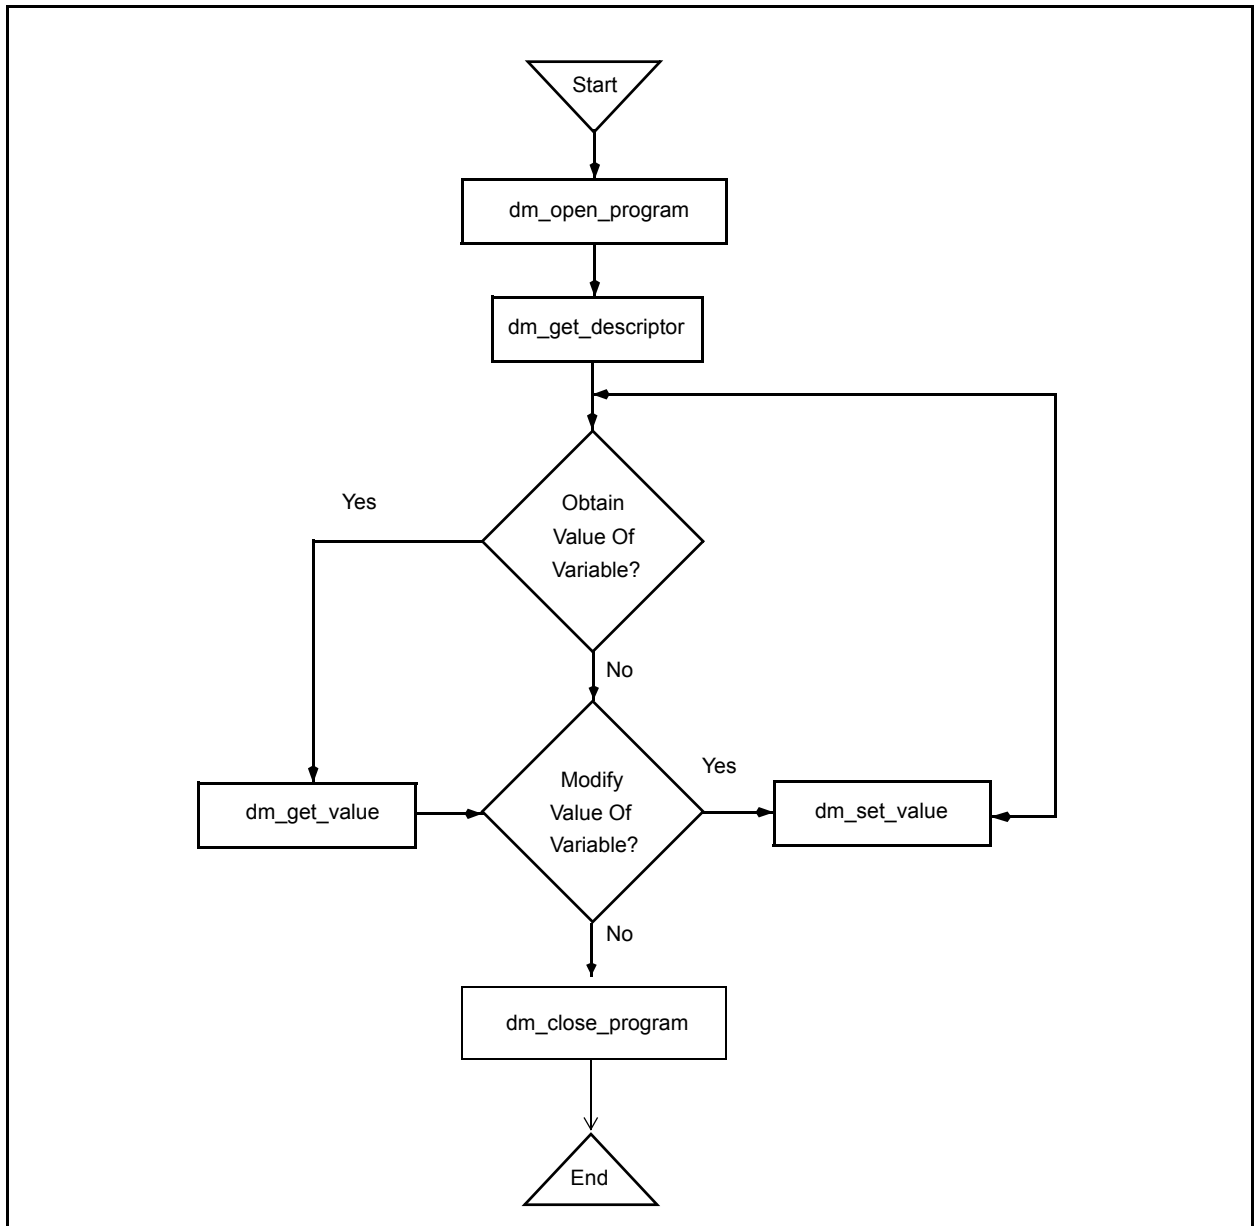 Start
dm_open_program
dm_get_descriptor
Yes
Obtain
Value Of
Variable?
No
Modify
Value Of
Variable?
Yes
dm_get_value
dm_set_value
No
dm_close_program
End